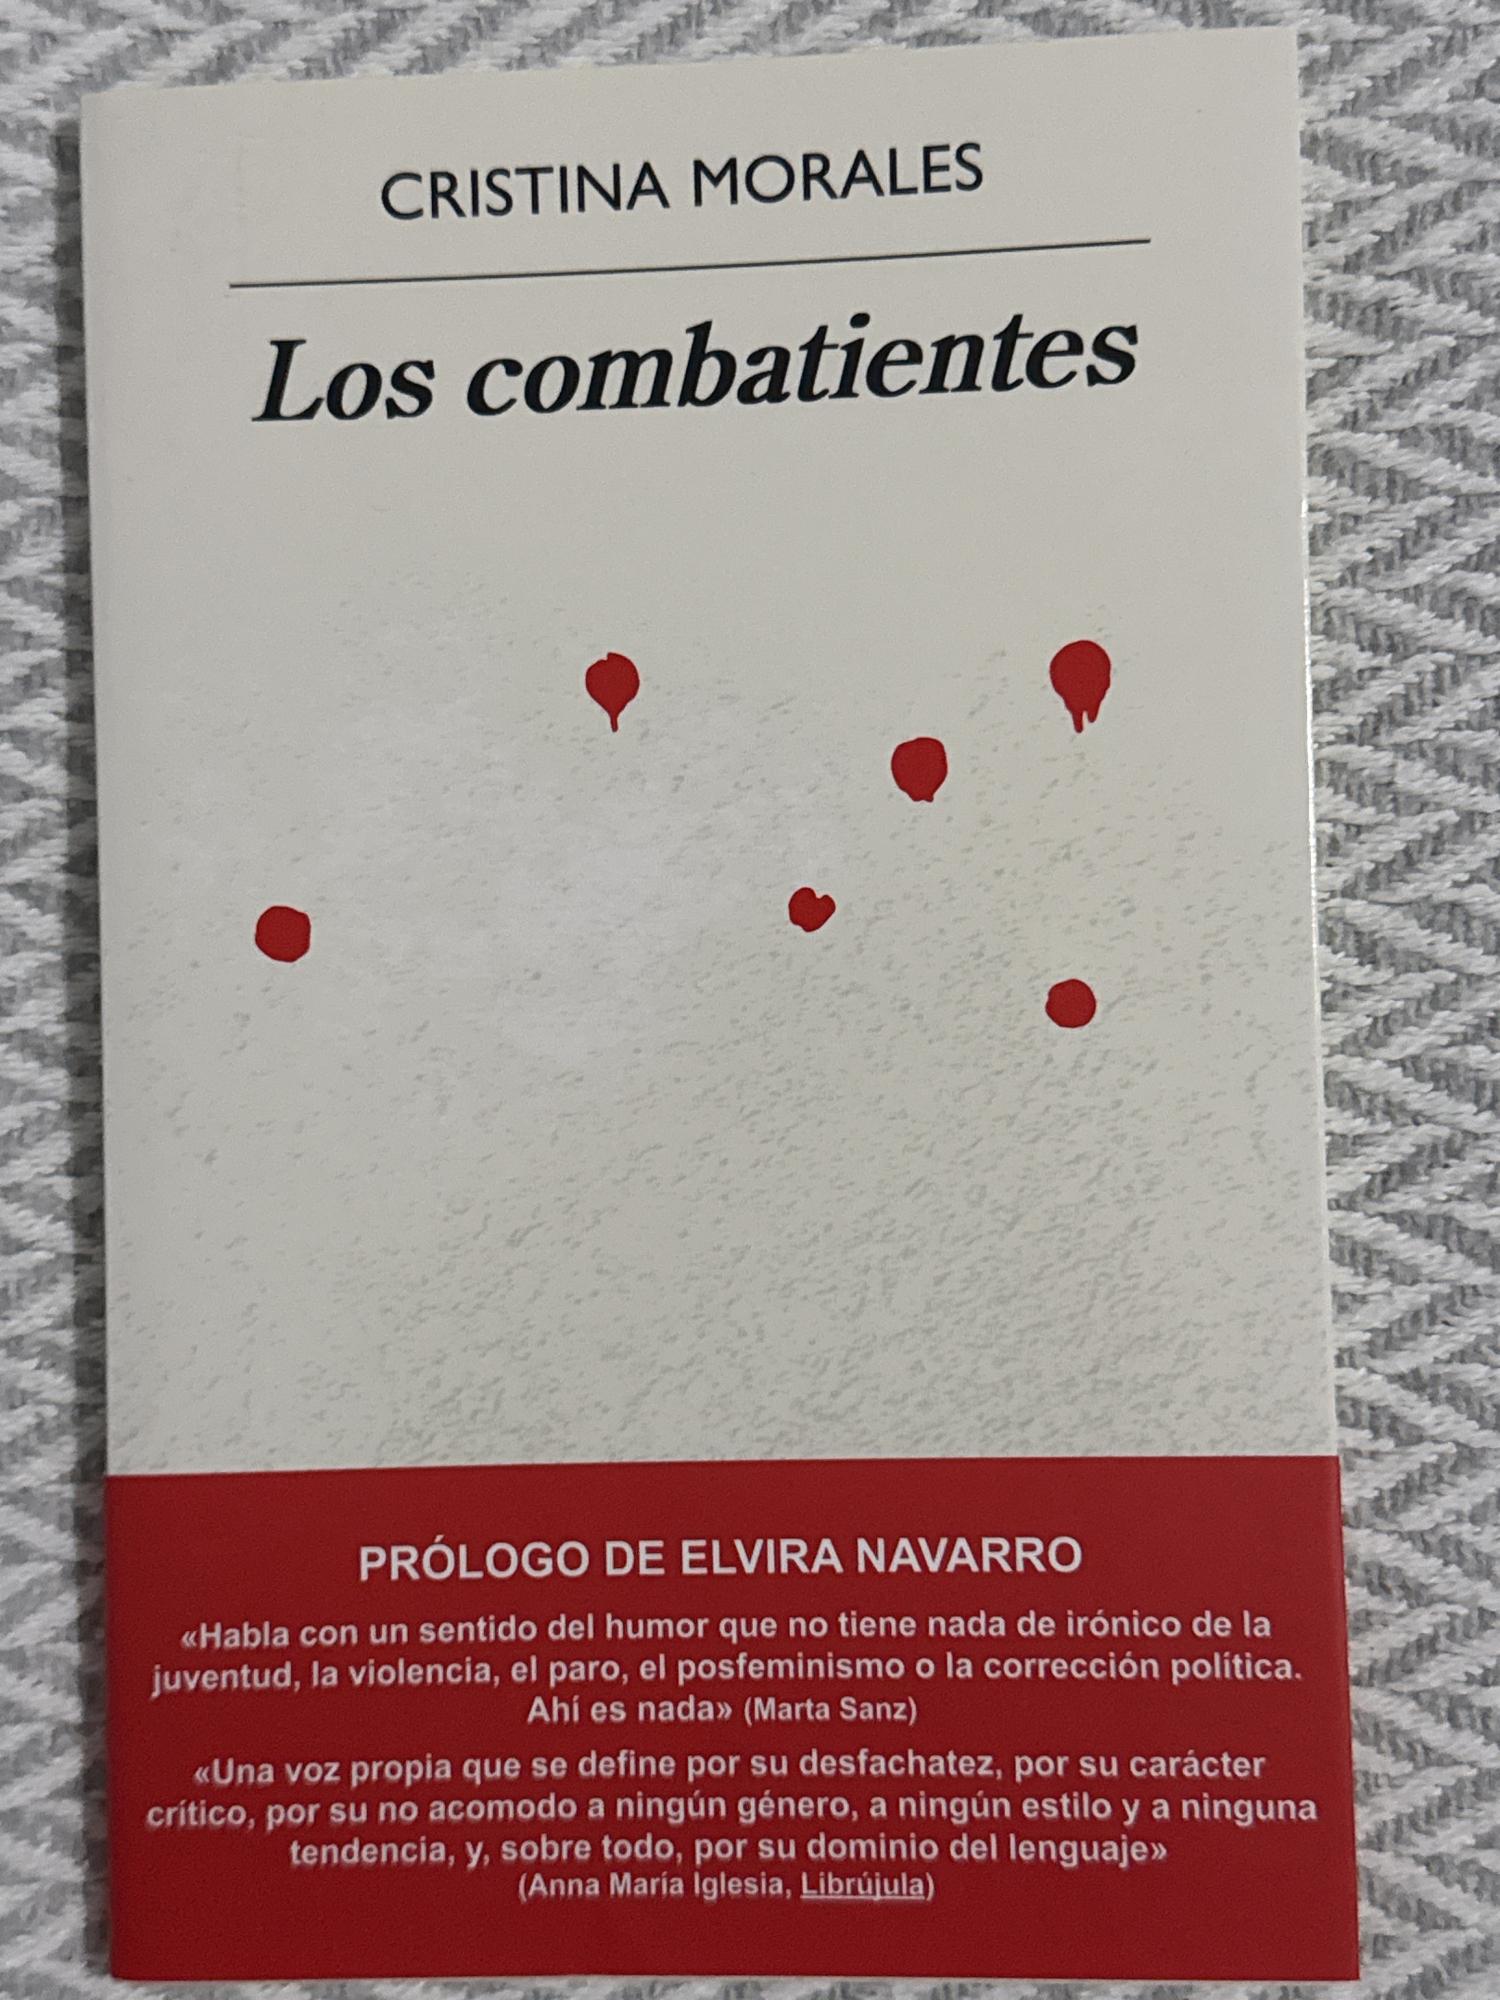 CRISTINA MORALES
Los combatientes
PRÓLOGO DE ELVIRA NAVARRO
«Habla con un sentido del humor que no tiene nada de irónico de la
juventud, la violencia, el paro, el posfeminismo o la corrección política.
Ahí es nada» (Marta Sanz)
«Una voz propia que se define por su desfachatez, por su carácter
crítico, por su no acomodo a ningún género, a ningún estilo y a ninguna
tendencia, y, sobre todo, por su dominio del lenguaje»
(Anna María Iglesia, Librújula)